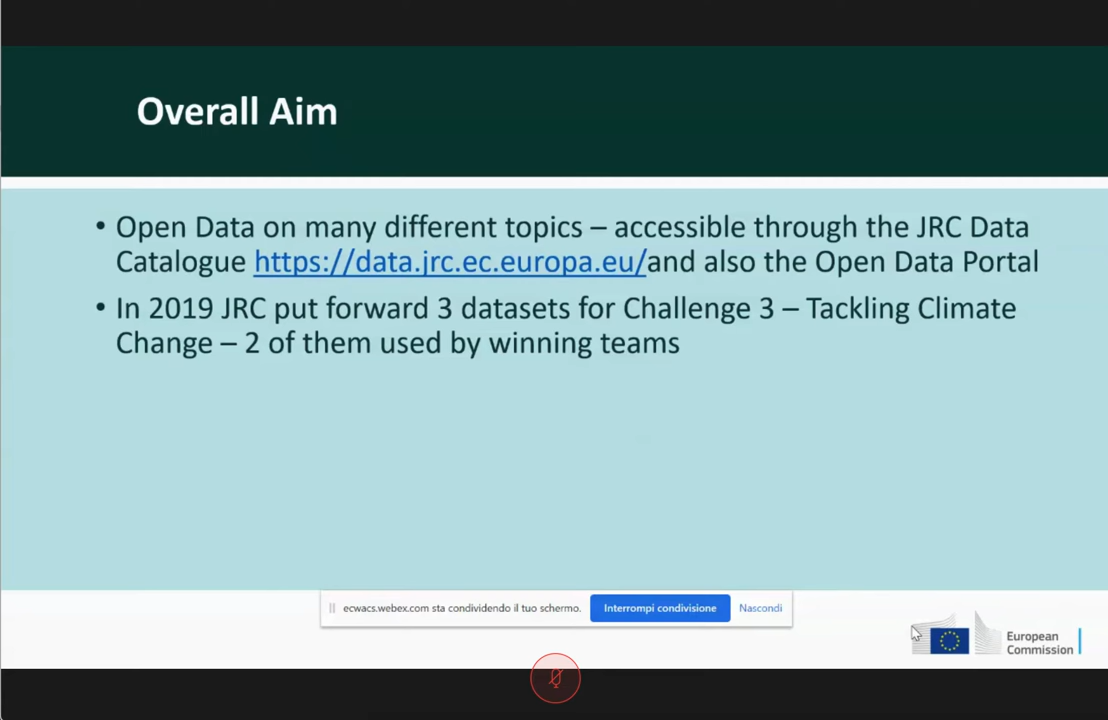 Overall Aim
• Open Data on many different topics – accessible through the JRC Data
Catalogue https://data.jrc.ec.europa.eu/and also the Open Data Portal
• In 2019 JRC put forward 3 datasets for Challenge 3 – Tackling Climate
Change – 2 of them used by winning teams
ecwacs.webex.com sta condividendo il tuo schermo. Interrompi condivisione Nascondi
European
Commission